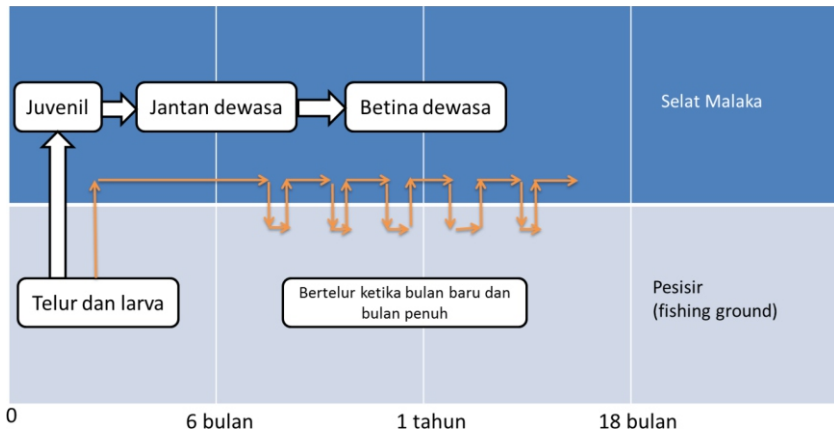 Juvenil
Jantan dewasa
Betina dewasa
Selat Malaka
Telur dan larva
Bertelur ketika bulan baru dan
bulan penuh
Pesisir
(fishing ground)
0
6 bulan
1 tahun
18 bulan